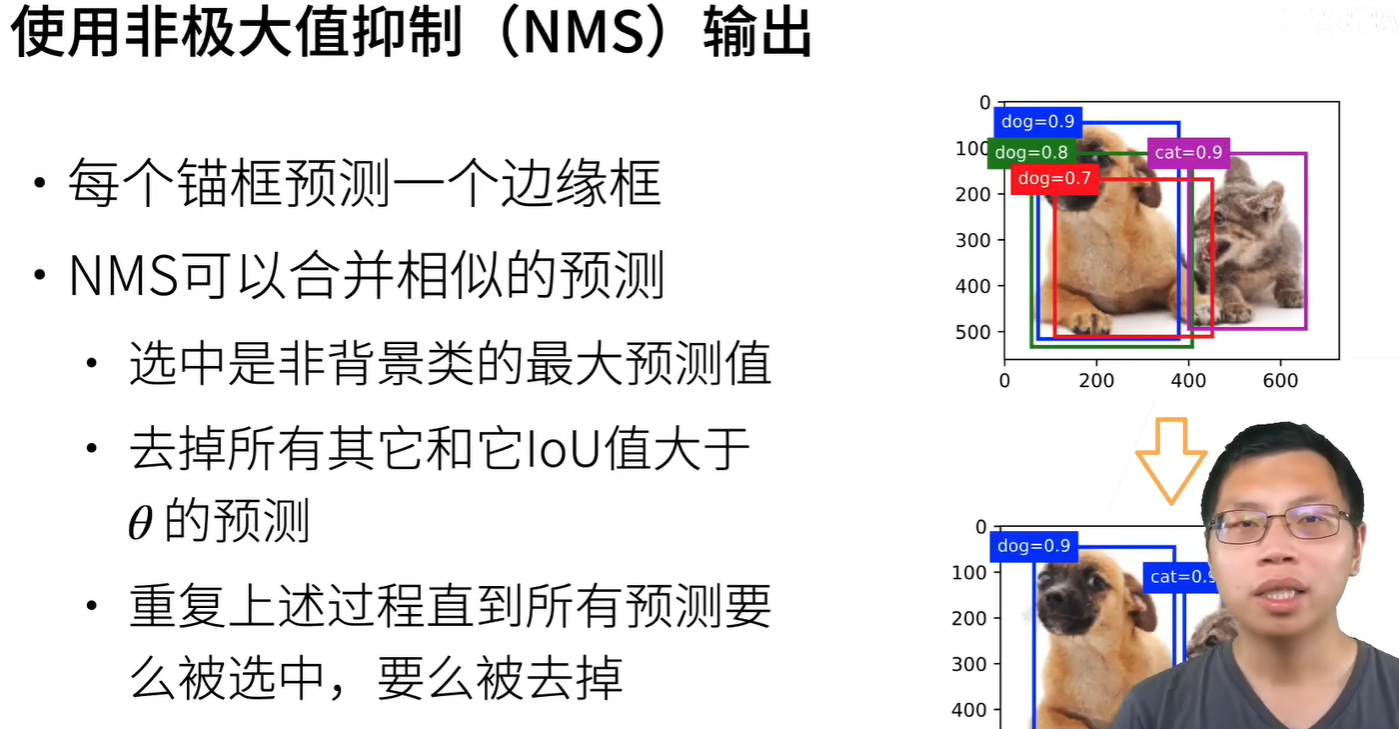 使用非极大值抑制（NMS）输出
• 每个锚框预测一个边缘框
• NMS可以合并相似的预测
• 选中是非背景类的最大预测值
• 去掉所有其它和它IoU值大于
θ 的预测
• 重复上述过程直到所有预测要
么被选中，要么被去掉
0
dog=0.9
100
dog=0.8
cat=0.9
dog=0.7
200
300
400
500
0 200 400 600
0
dog=0.9
100
cat=0.9
200
300
400